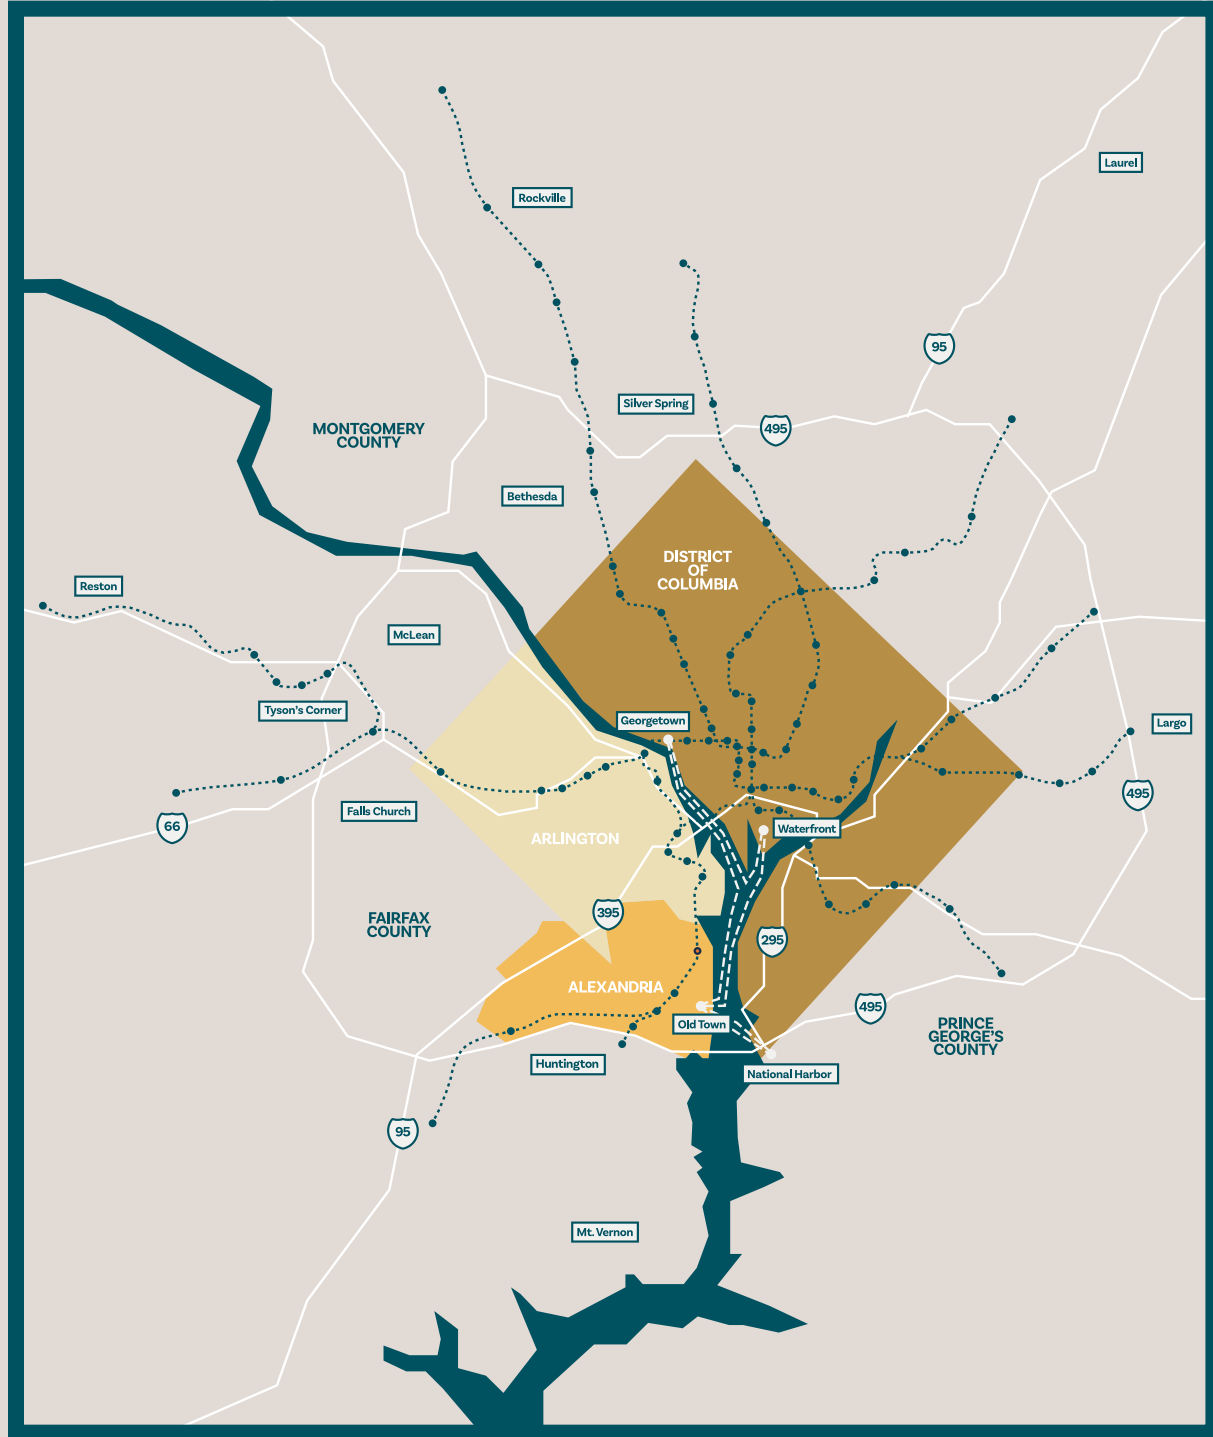 Laurel
Rockville
95
Silver Spring
495
MONTGOMERY
COUNTY
Bethesda
DISTRICT
OF
COLUMBIA
Reston
McLean
Tyson's Corner
Georgetown
Largo
495
Falls Church
66
Waterfront
ARLINGTON
395
FAIRFAX
COUNTY
295
ALEXANDRIA
495
Old Town
PRINCE
GEORGE'S
COUNTY
Huntington
National Harbor
95
Mt. Vernon